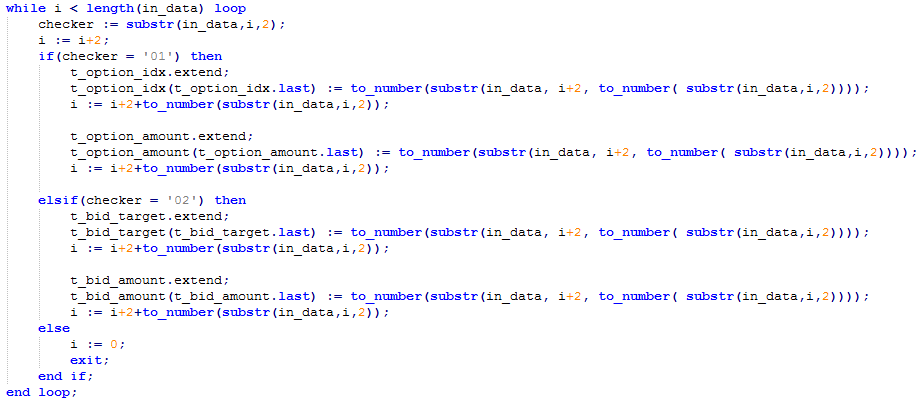 while i < length(in_data) loop
    checker := substr(in_data,i,2);
    i := i+2;
    if(checker = '01') then
        t_option_idx.extend;
        t_option_idx(t_option_idx.last) := to_number(substr(in_data, i+2, to_number( substr(in_data,i,2))));
        i := i+2+to_number(substr(in_data,i,2));

        t_option_amount.extend;
        t_option_amount(t_option_amount.last) := to_number(substr(in_data, i+2, to_number( substr(in_data,i,2))));
        i := i+2+to_number(substr(in_data,i,2));

    elsif(checker = '02') then
        t_bid_target.extend;
        t_bid_target(t_bid_target.last) := to_number(substr(in_data, i+2, to_number( substr(in_data,i,2))));
        i := i+2+to_number(substr(in_data,i,2));

        t_bid_amount.extend;
        t_bid_amount(t_bid_amount.last) := to_number(substr(in_data, i+2, to_number( substr(in_data,i,2))));
        i := i+2+to_number(substr(in_data,i,2));
    else
        i := 0;
        exit;
    end if;
end loop;